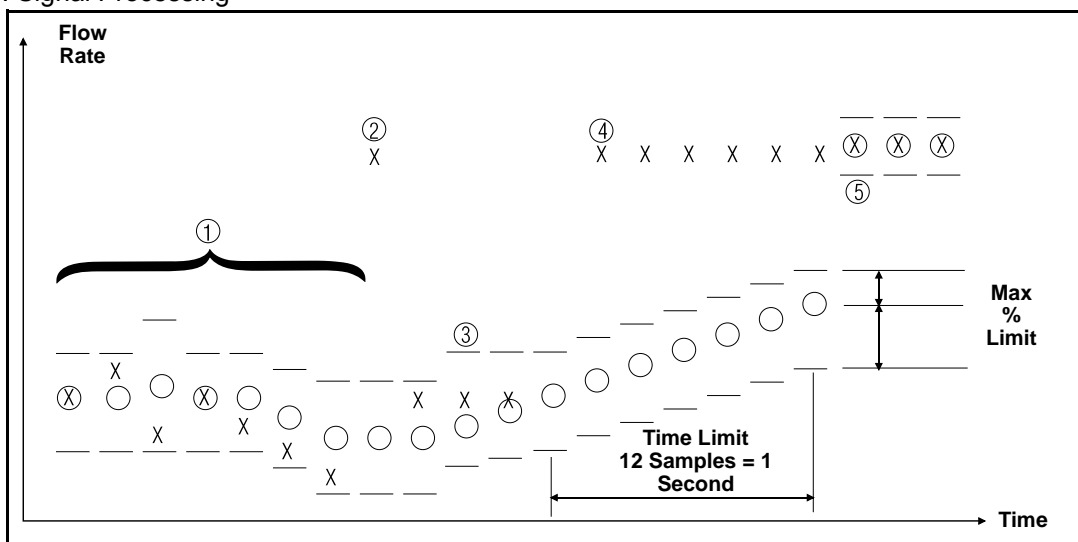 Signal Processing
Flow
Rate
②
X
④
X X X X X X X X X
⑤
①
Max
%
Limit
③
X X X X X X X
X X X X X
Time Limit
12 Samples = 1
Second
Time